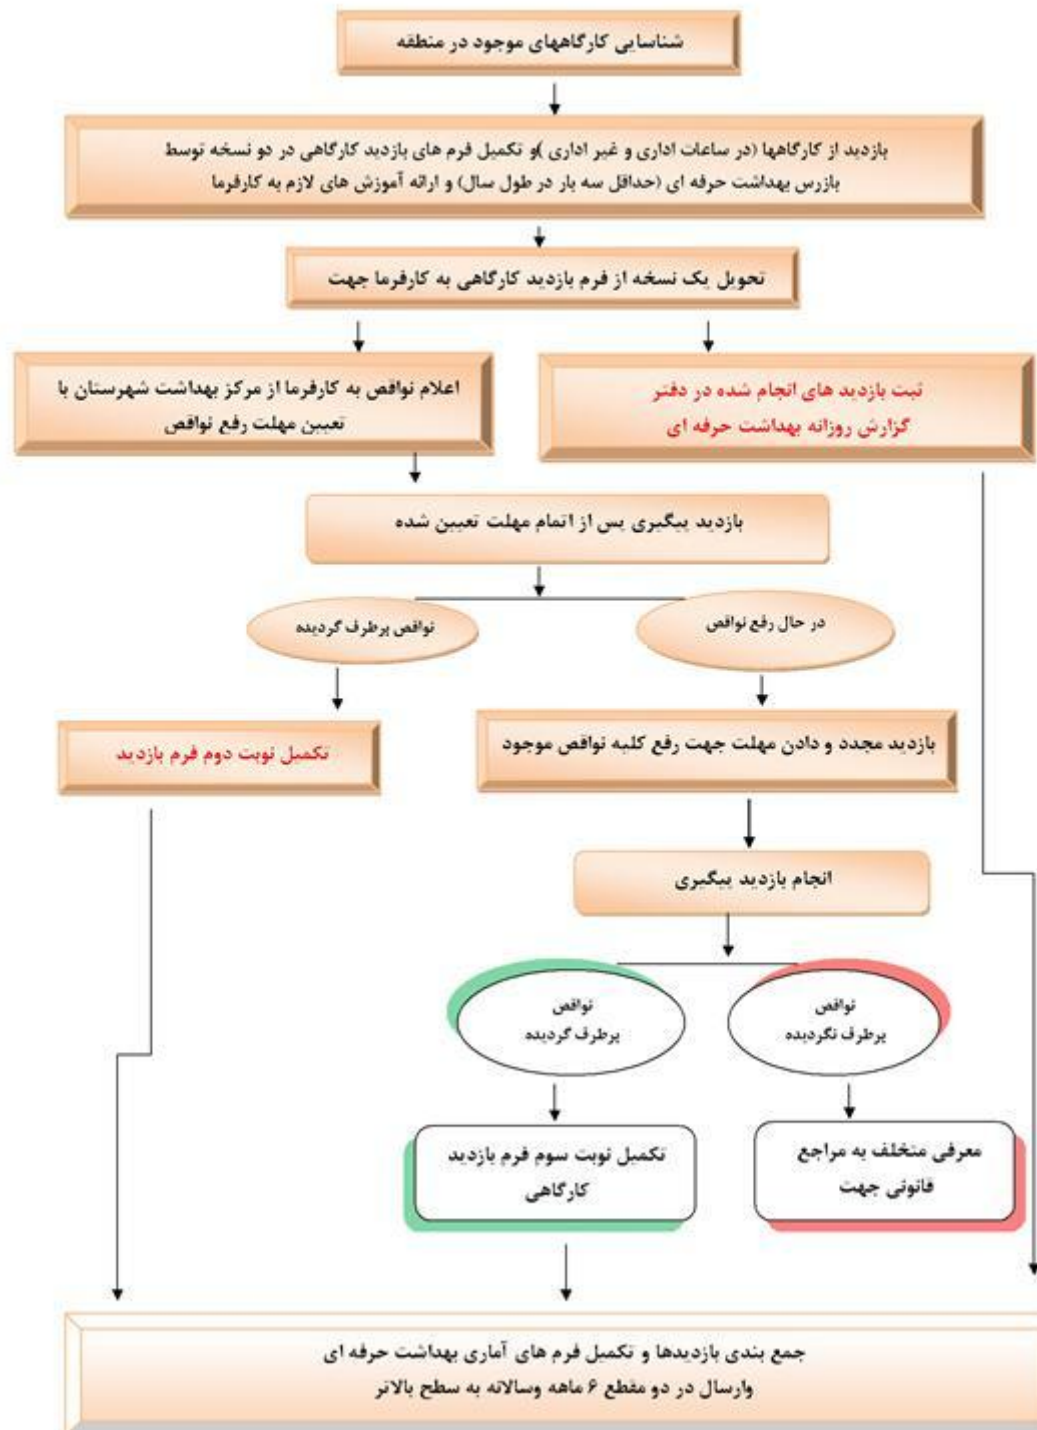 شناسایی کارگاههای موجود در منطقه
بازدید از کارگاهها (در ساعات اداری و غیر اداری )و تکمیل فرم های بازدید کارگاهی در دو نسخه توسط
بازرس بهداشت حرفه ای (حداقل سه بار در طول سال) و ارائه آموزش های لازم به کارفرما
تحویل یک نسخه از فرم بازدید کارگاهی به کارفرما جهت
ثبت بازدید های انجام شده در دفتر
گزارش روزانه بهداشت حرفه ای
اعلام نواقص به کارفرما از مرکز بهداشت شهرستان با
تعیین مهلت رفع نواقص
بازدید پیگیری پس از اتمام مهلت تعیین شده
در حال رفع نواقص
نواقص برطرف گردیده
بازدید مجدد و دادن مهلت جهت رفع کلیه نواقص موجود
تکمیل نوبت دوم فرم بازدید
انجام بازدید پیگیری
نواقص
برطرف نگردیده
نواقص
برطرف گردیده
معرفی متخلف به مراجع
قانونی جهت
تکمیل نوبت سوم فرم بازدید
کارگاهی
جمع بندی بازدیدها و تکمیل فرم های آماری بهداشت حرفه ای
وارسال در دو مقطع ۶ ماهه وسالانه به سطح بالاتر